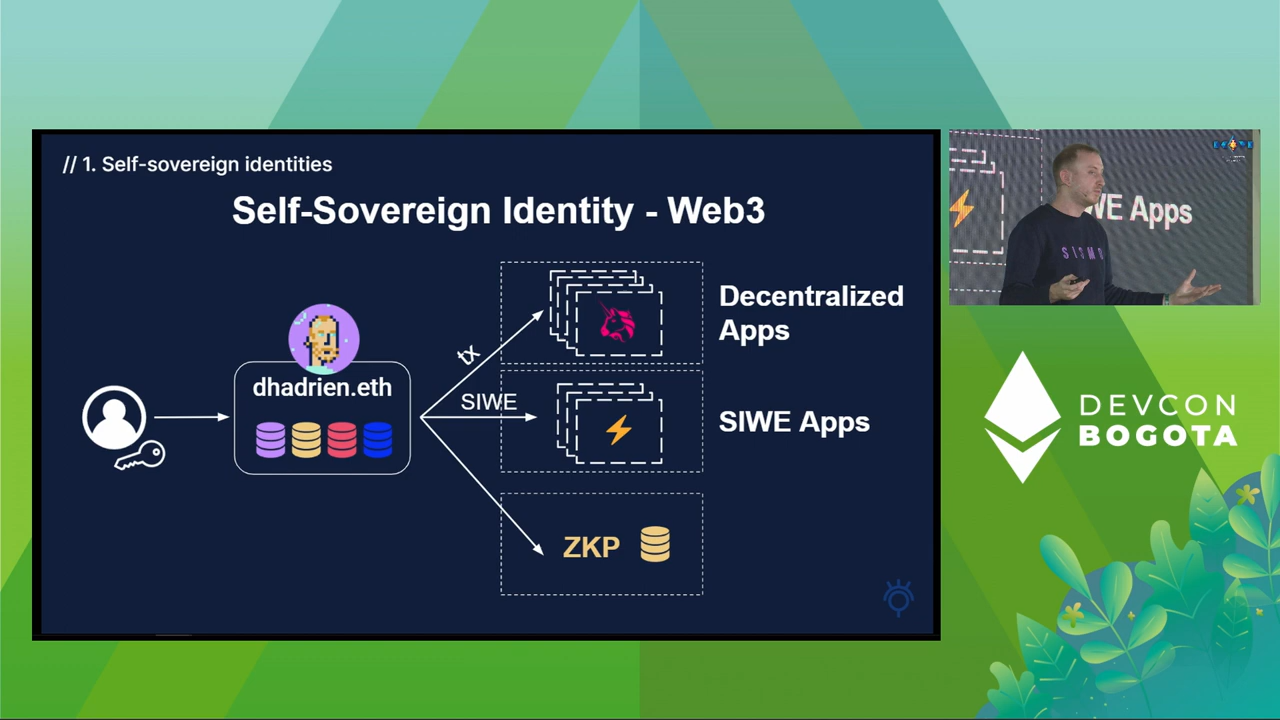 // 1. Self-sovereign identities
Self-Sovereign Identity - Web3
dhadrien.eth
tx
SIWE
Decentralized
Apps
SIWE Apps
ZKP
WE Apps
SISMO
DEVCON
BOGOTA